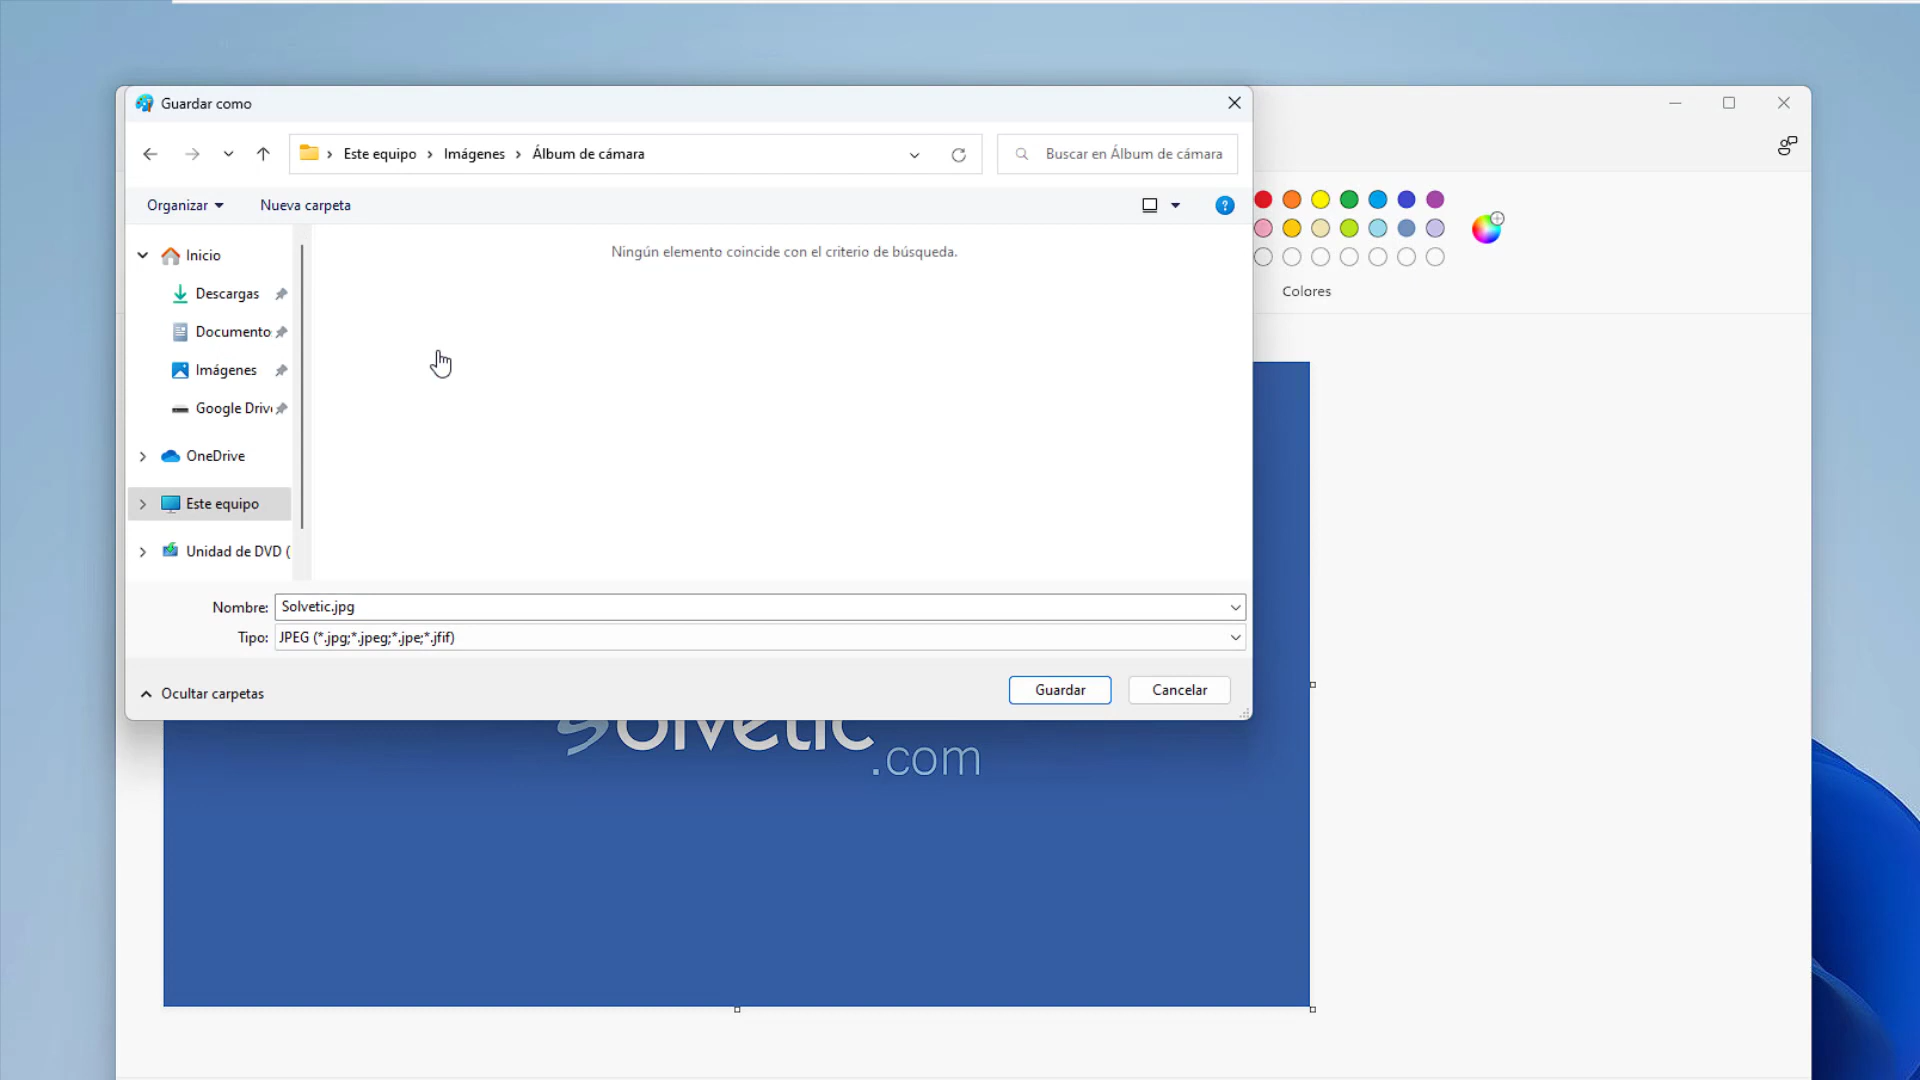 Guardar como
Este equipo
Imágenes
Álbum de cámara
Buscar en Álbum de cámara
Organizar
Nueva carpeta
Inicio
Ningún elemento coincide con el criterio de búsqueda.
Descargas
Documento
Imágenes
Google Driv
OneDrive
Este equipo
Unidad de DVD (
Colores
Nombre: Solvetic.jpg
Tipo: JPEG (*.jpg;*.jpeg;*.jpe;*.jfif)
Ocultar carpetas
Guardar
Cancelar
solvetic
.com